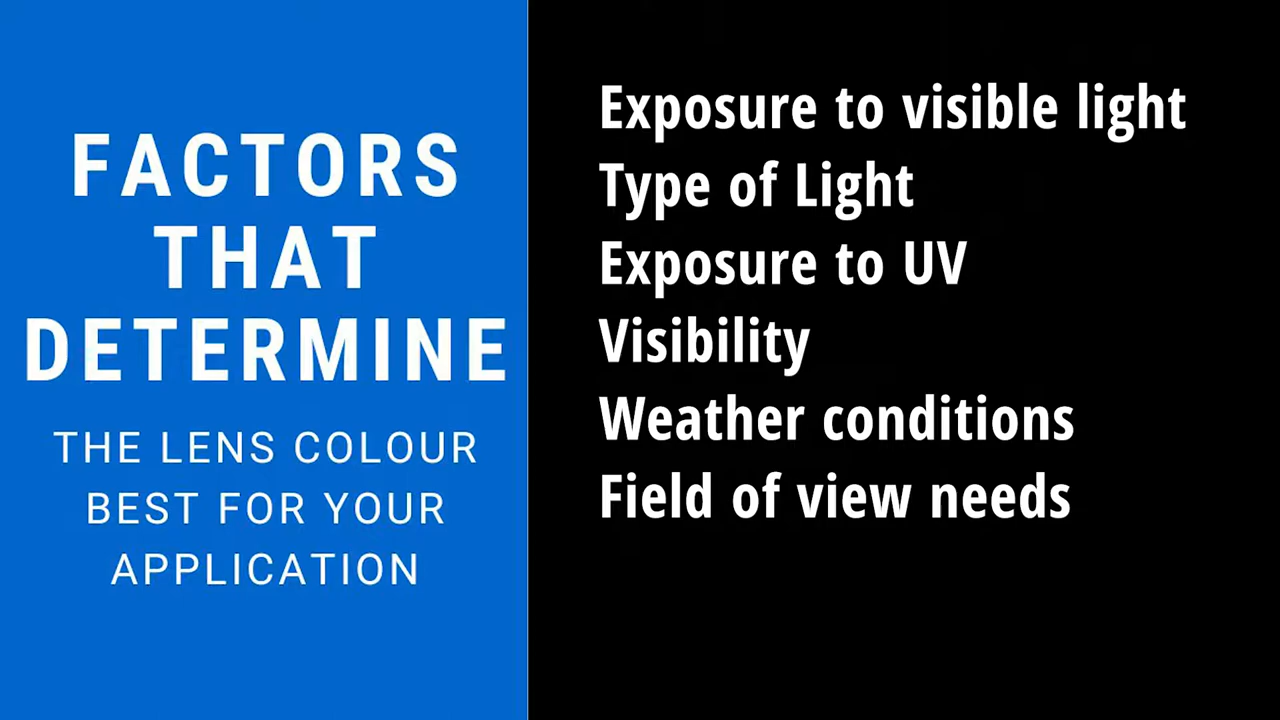 FACTORS
THAT
DETERMINE
THE LENS COLOUR
BEST FOR YOUR
APPLICATION
Exposure to visible light
Type of Light
Exposure to UV
Visibility
Weather conditions
Field of view needs